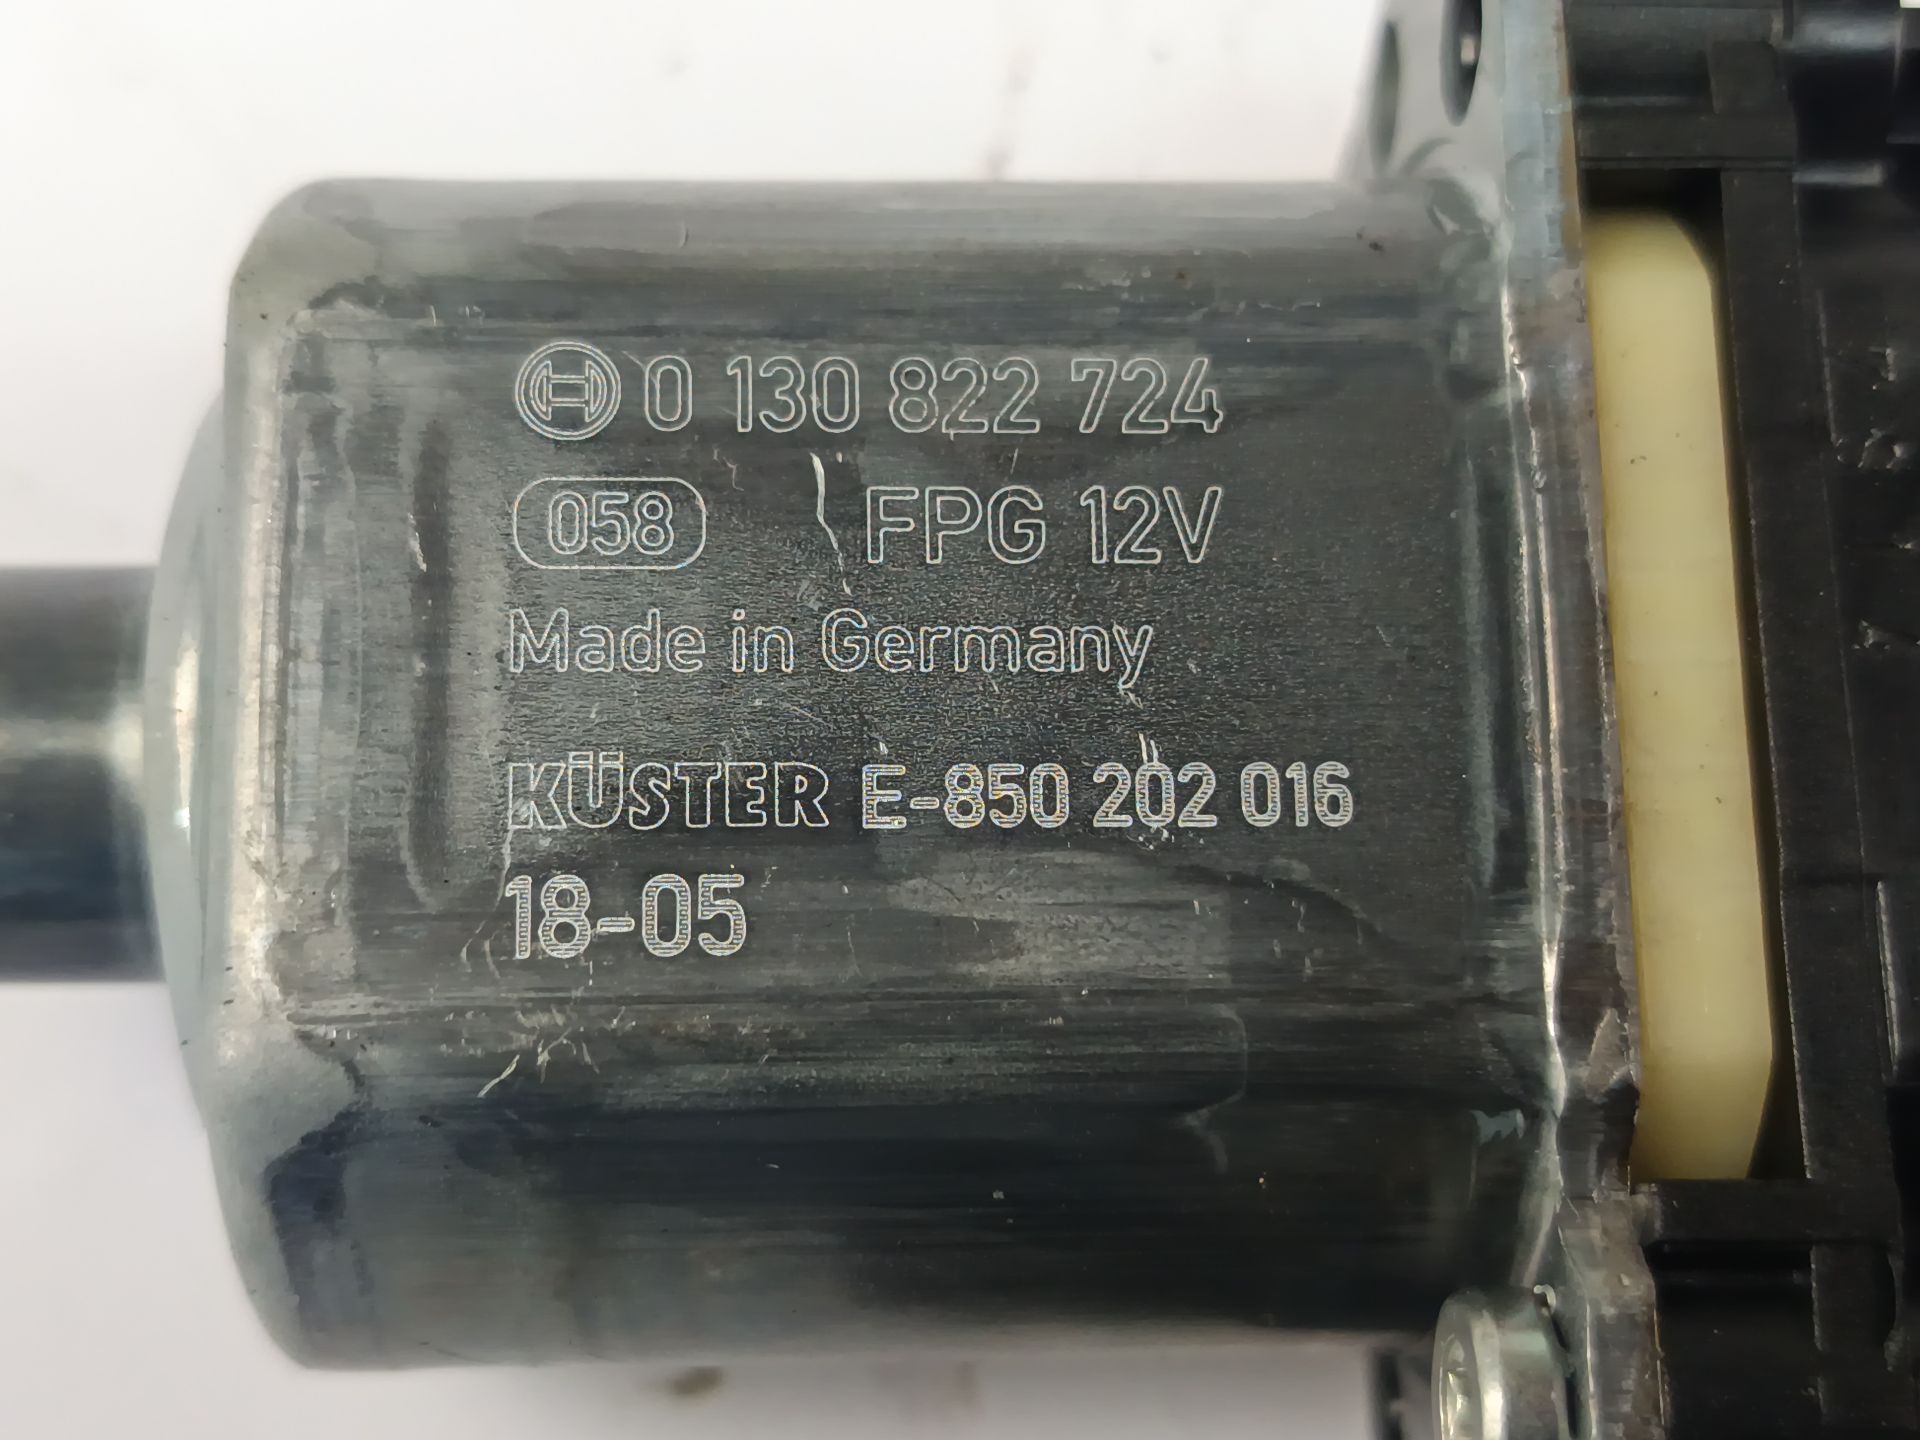 0 130 822 724
058 FPG 12V
Made in Germany
KÜSTER E-850 202 016
18-05